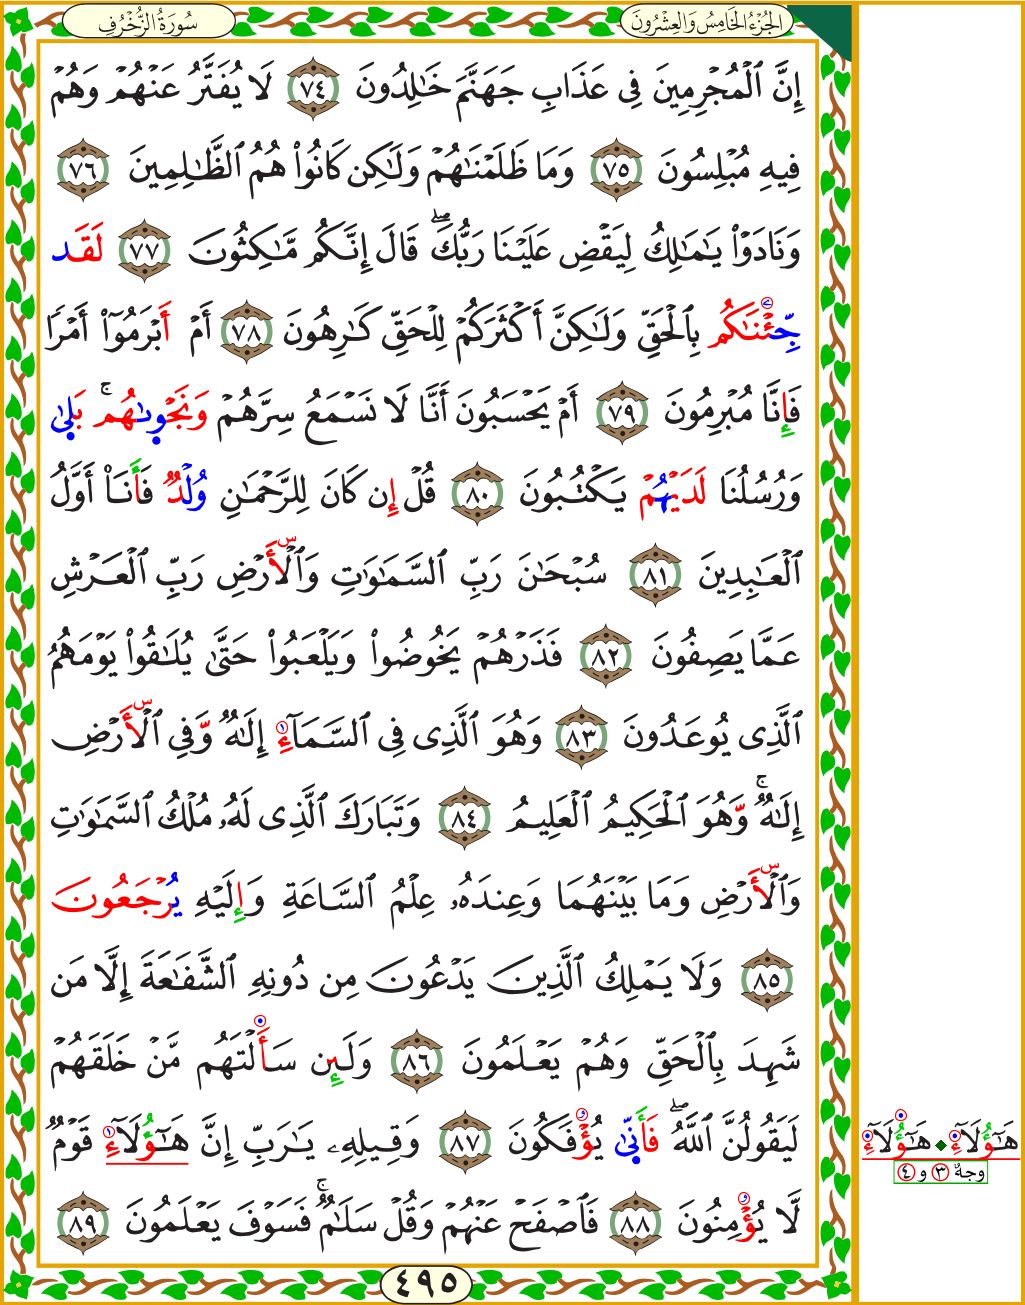 الجُزْءُ الخَامِسُ وَالعِشْرُونَ
سُورَةُ الزُّخْرُفِ
إِنَّ ٱلْمُجْرِمِينَ فِى عَذَابِ جَهَنَّمَ خَٰلِدُونَ ٧٤ لَا يُفَتَّرُ عَنْهُمْ وَهُمْ
فِيهِ مُبْلِسُونَ ٧٥ وَمَا ظَلَمْنَٰهُمْ وَلَٰكِن كَانُوا۟ هُمُ ٱلظَّٰلِمِينَ ٧٦
وَنَادَوْا۟ يَٰمَٰلِكُ لِيَقْضِ عَلَيْنَا رَبُّكَۖ قَالَ إِنَّكُم مَّٰكِثُونَ ٧٧ لَقَد
جِّئْنَٰكُم بِٱلْحَقِّ وَلَٰكِنَّ أَكْثَرَكُمْ لِلْحَقِّ كَٰرِهُونَ ٧٨ أَمْ أَبْرَمُوٓا۟ أَمْرًا
فَإِنَّا مُبْرِمُونَ ٧٩ أَمْ يَحْسَبُونَ أَنَّا لَا نَسْمَعُ سِرَّهُمْ وَنَجْوىٰهُمۚ بَلىٰ
وَرُسُلُنَا لَدَيْهُمْ يَكْتُبُونَ ٨٠ قُلْ إِن كَانَ لِلرَّحْمَٰنِ وُلْدٌ فَأَنَا۠ أَوَّلُ
ٱلْعَٰبِدِينَ ٨١ سُبْحَٰنَ رَبِّ ٱلسَّمَٰوَٰتِ وَٱلْأَرْضِ رَبِّ ٱلْعَرْشِ
عَمَّا يَصِفُونَ ٨٢ فَذَرْهُمْ يَخُوضُوا۟ وَيَلْعَبُوا۟ حَتَّىٰ يُلَٰقُوا۟ يَوْمَهُمُ
ٱلَّذِى يُوعَدُونَ ٨٣ وَهُوَ ٱلَّذِى فِى ٱلسَّمَآءِ إِلَٰهٌ وَّفِى ٱلْأَرْضِ
إِلَٰهٌۚ وَّهُوَ ٱلْحَكِيمُ ٱلْعَلِيمُ ٨٤ وَتَبَارَكَ ٱلَّذِى لَهُۥ مُلْكُ ٱلسَّمَٰوَٰتِ
وَٱلْأَرْضِ وَمَا بَيْنَهُمَا وَعِندَهُۥ عِلْمُ ٱلسَّاعَةِ وَإِلَيْهِ يُرْجَعُونَ
٨٥ وَلَا يَمْلِكُ ٱلَّذِينَ يَدْعُونَ مِن دُونِهِ ٱلشَّفَٰعَةَ إِلَّا مَن
شَهِدَ بِٱلْحَقِّ وَهُمْ يَعْلَمُونَ ٨٦ وَلَئِن سَأَلْتَهُم مَّنْ خَلَقَهُمْ
لَيَقُولُنَّ ٱللَّهُۖ فَأَنّىٰ يُؤْفَكُونَ ٨٧ وَقِيلِهِۦ يَٰرَبِّ إِنَّ هَٰٓؤُلَآءِ قَوْمٌ
لَّا يُؤْمِنُونَ ٨٨ فَٱصْفَحْ عَنْهُمْ وَقُلْ سَلَٰمٌۚ فَسَوْفَ يَعْلَمُونَ ٨٩
هَٰٓؤُلَآءِ ◆ هَٰٓؤُلَآءِ
وجهُ ٣ و ٤
٤٩٥